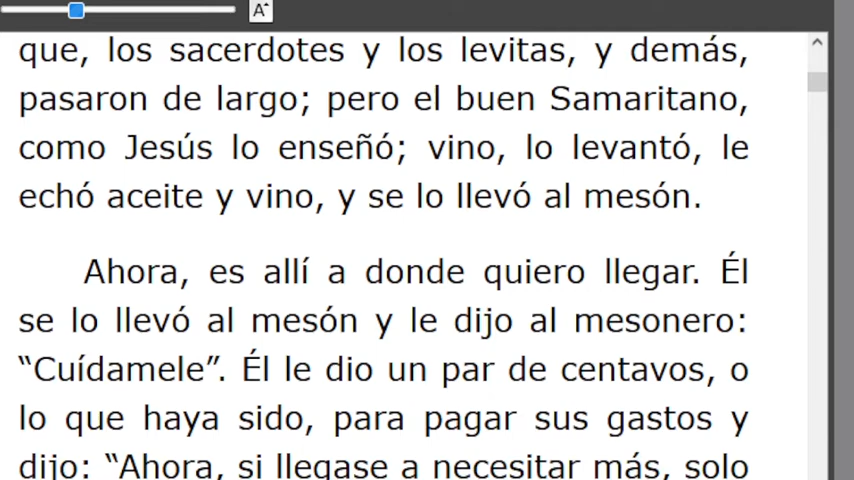 A
que, los sacerdotes y los levitas, y demás,
pasaron de largo; pero el buen Samaritano,
como Jesús lo enseñó; vino, lo levantó, le
echó aceite y vino, y se lo llevó al mesón.
Ahora, es allí a donde quiero llegar. Él
se lo llevó al mesón y le dijo al mesonero:
“Cuídamele”. Él le dio un par de centavos, o
lo que haya sido, para pagar sus gastos y
dijo: “Ahora, si llegase a necesitar más, solo